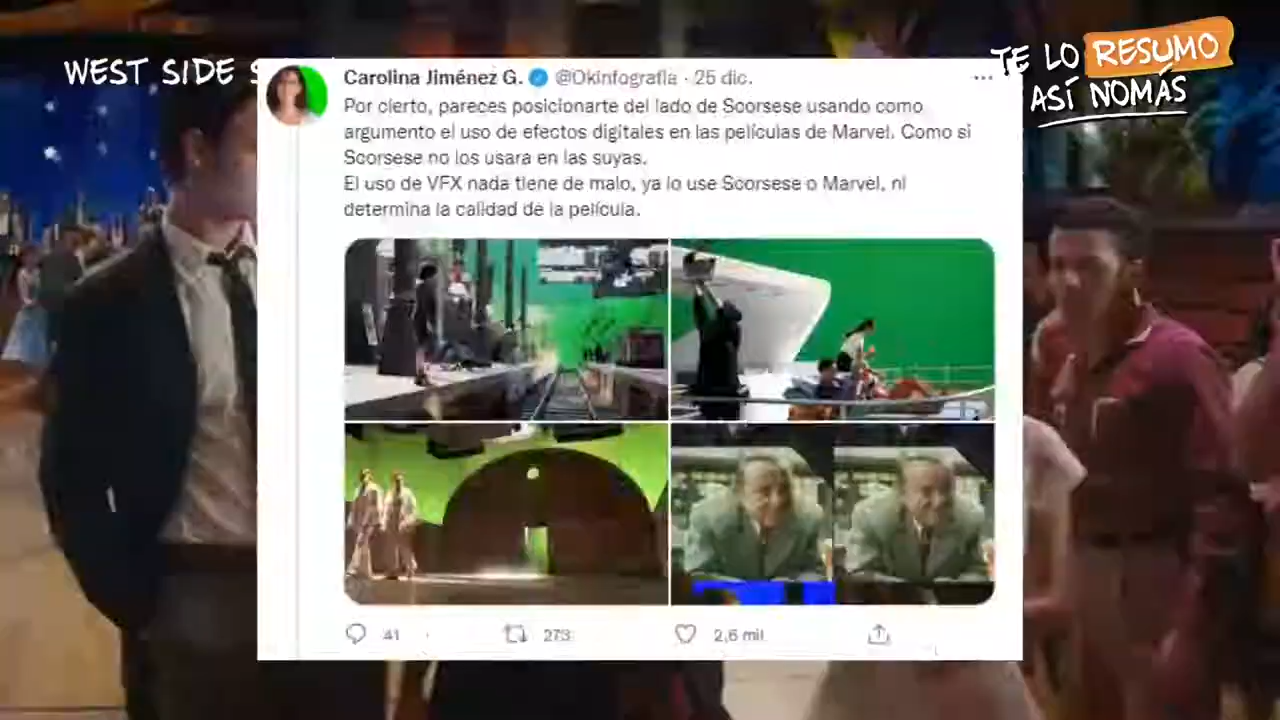 WEST SIDE S
TE LO RESUMO
ASÍ NOMÁS
Carolina Jiménez G. @Okinfografia · 25 dic.
Por cierto, pareces posicionarte del lado de Scorsese usando como
argumento el uso de efectos digitales en las películas de Marvel. Como si
Scorsese no los usara en las suyas.
El uso de VFX nada tiene de malo, ya lo use Scorsese o Marvel, ni
determina la calidad de la película.
41 273 2,6 mil